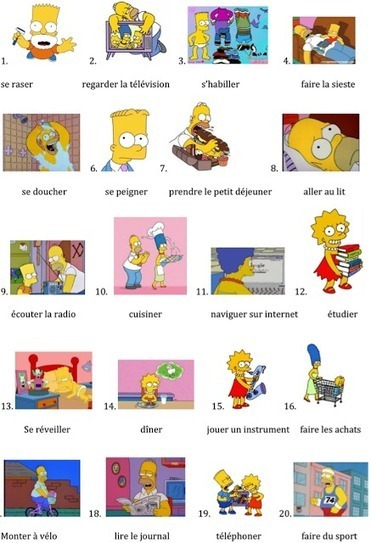 1. 2. 3. 4.
se raser regarder la télévision s'habiller faire la sieste
6. 7. 8.
se doucher se peigner prendre le petit déjeuner aller au lit
9. 10. 11. 12.
écouter la radio cuisiner naviguer sur internet étudier
13. 14. 15. 16.
Se réveiller dîner jouer un instrument faire les achats
18. 19. 20.
Monter à vélo lire le journal téléphoner faire du sport
74